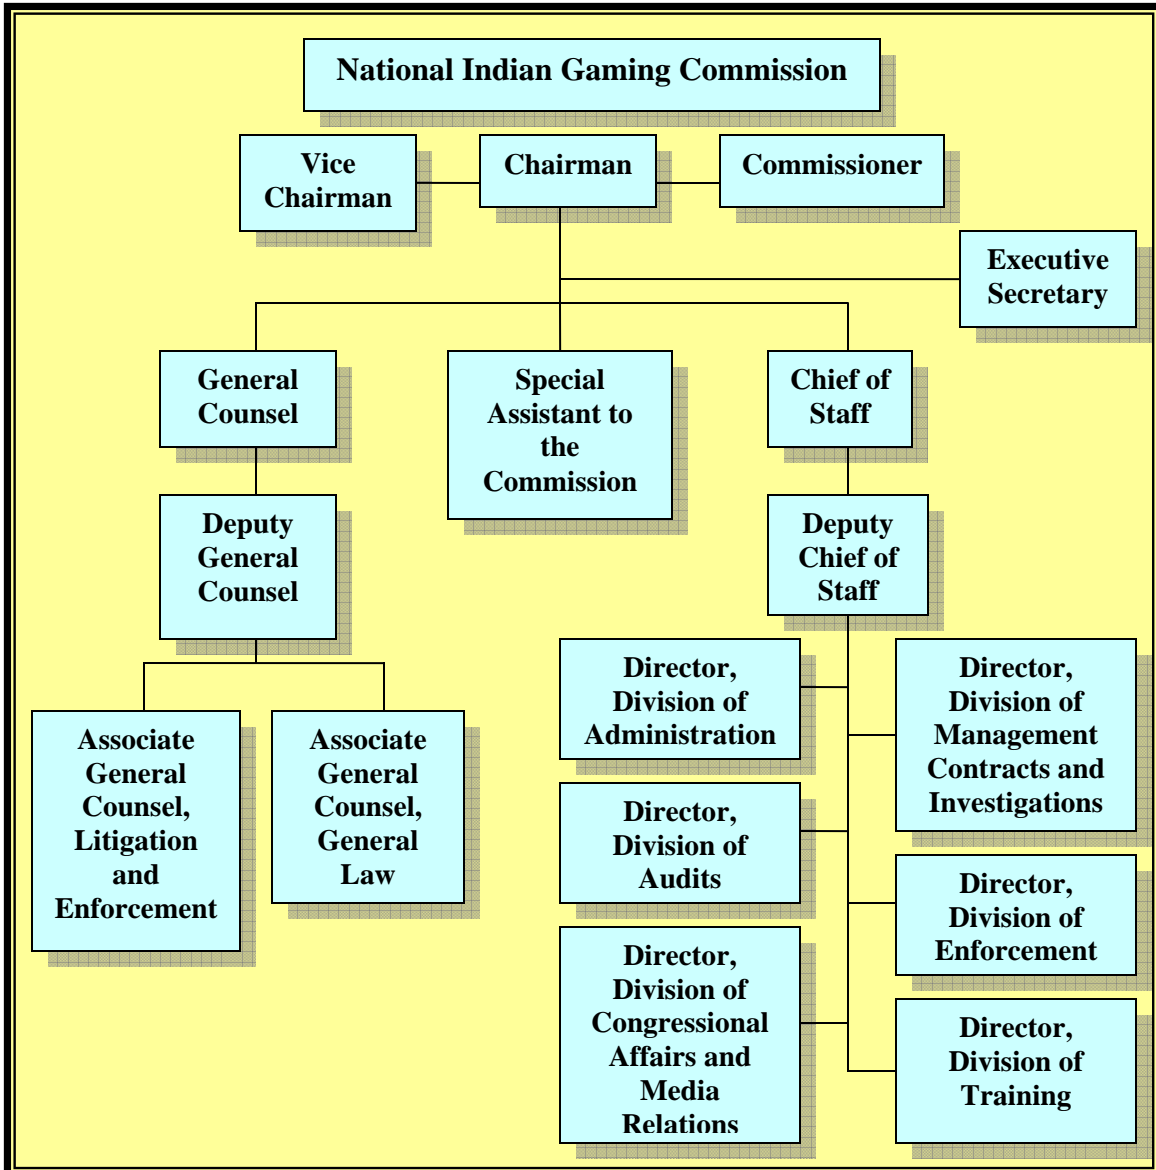 National Indian Gaming Commission
Vice
Chairman
Chairman
Commissioner
Executive
Secretary
General
Counsel
Special
Assistant to
the
Commission
Chief of
Staff
Deputy
General
Counsel
Deputy
Chief of
Staff
Associate
General
Counsel,
Litigation
and
Enforcement
Associate
General
Counsel,
General
Law
Director,
Division of
Administration
Director,
Division of
Management
Contracts and
Investigations
Director,
Division of
Audits
Director,
Division of
Enforcement
Director,
Division of
Congressional
Affairs and
Media
Relations
Director,
Division of
Training